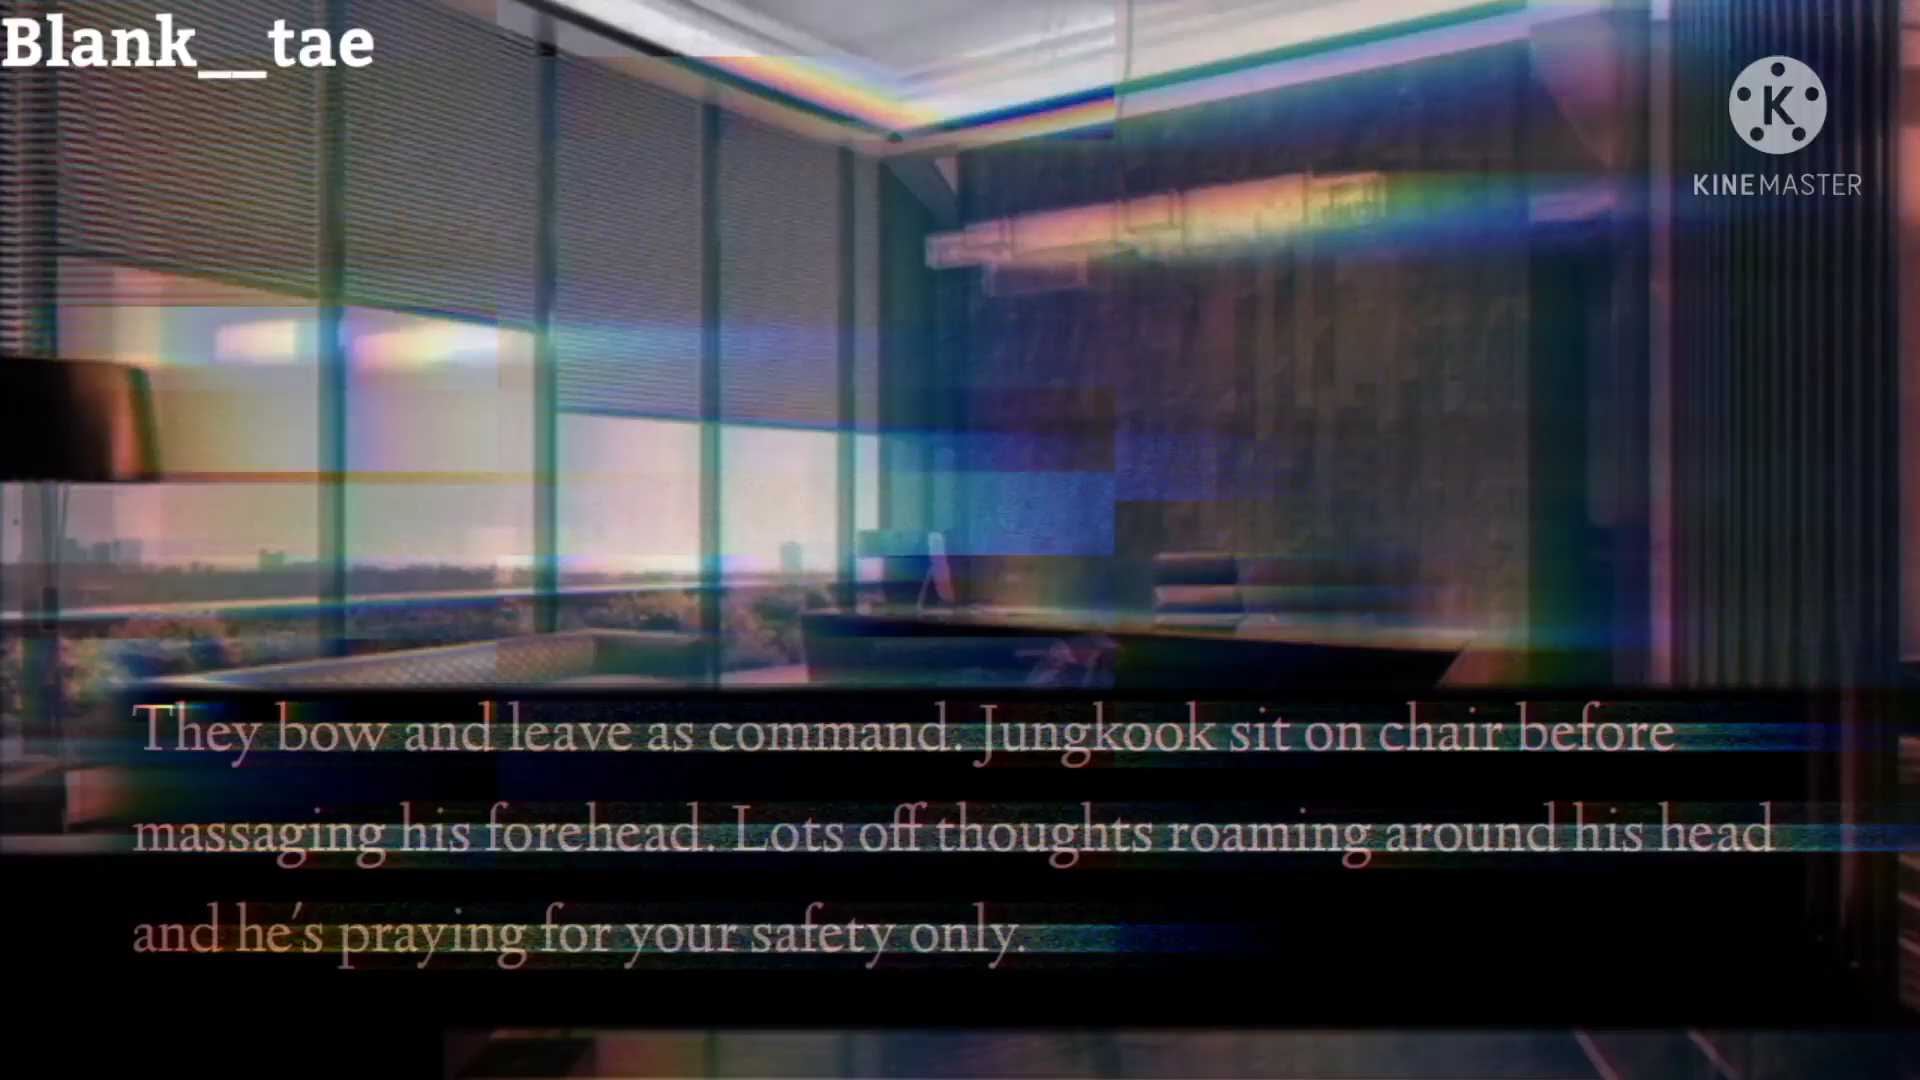 Blank__tae
K
KINEMASTER
They bow and leave as command. Jungkook sit on chair before
massaging his forehead. Lots off thoughts roaming around his head
and he's praying for your safety only.